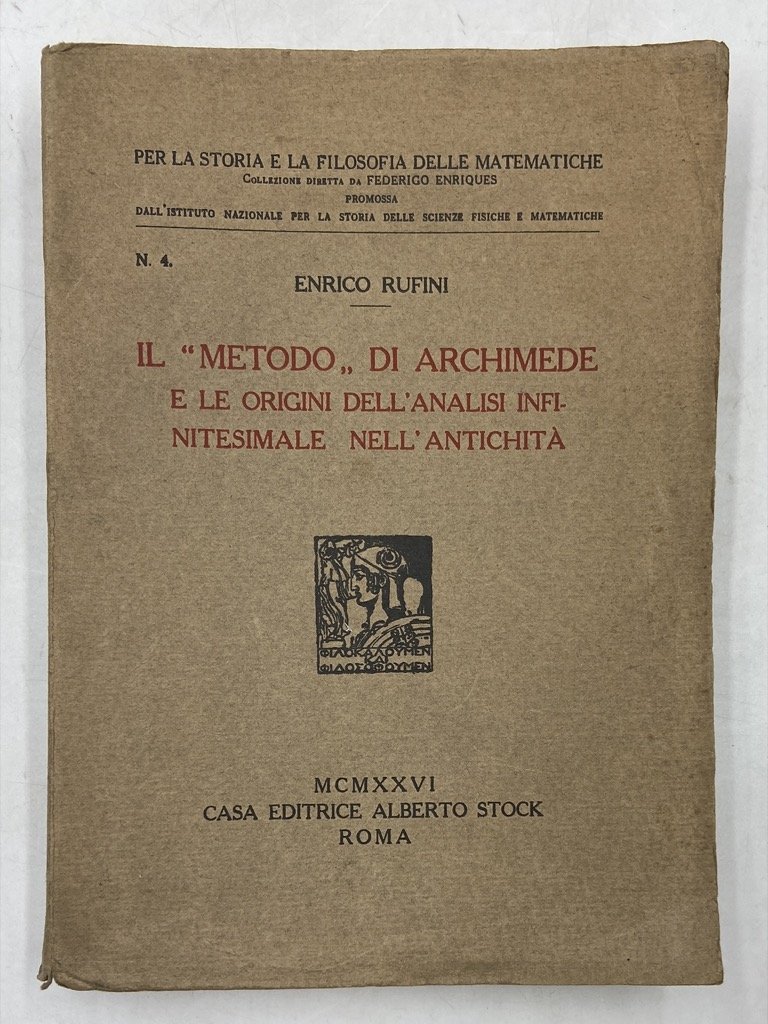 PER LA STORIA E LA FILOSOFIA DELLE MATEMATICHE
COLLEZIONE DIRETTA DA FEDERIGO ENRIQUES
PROMOSSA
DALL'ISTITUTO NAZIONALE PER LA STORIA DELLE SCIENZE FISICHE E MATEMATICHE
N. 4.
ENRICO RUFINI
IL “METODO„ DI ARCHIMEDE
E LE ORIGINI DELL'ANALISI INFI-
NITESIMALE NELL'ANTICHITÀ
ΦΙΛΟΚΑΛΟΥΜΕΝ
ΚΑΙ
ΦΙΛΟΣΟΦΟΥΜΕΝ
MCMXXVI
CASA EDITRICE ALBERTO STOCK
ROMA